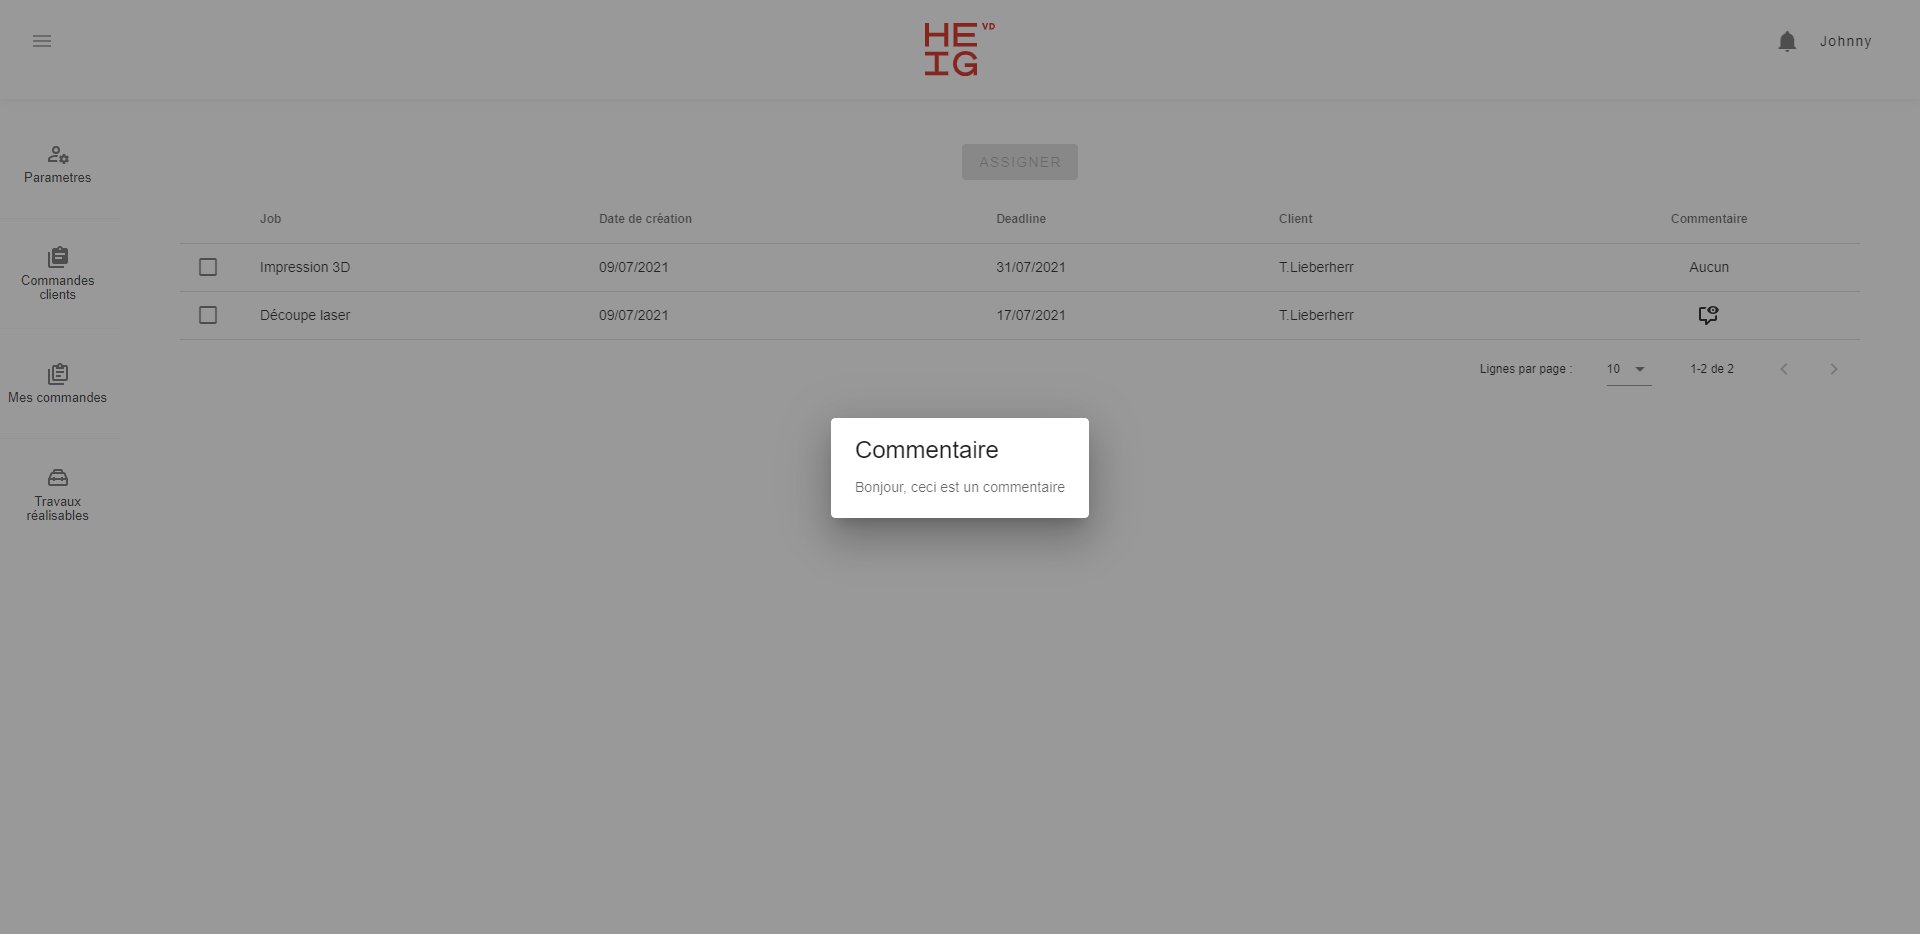 HE VD
IG
Johnny
Parametres
Commandes
clients
Mes commandes
Travaux
réalisables
ASSIGNER
Job Date de crèation Deadline Client Commentaire
Impression 3D 09/07/2021 31/07/2021 T.Lieberherr Aucun
Découpe laser 09/07/2021 17/07/2021 T.Lieberherr
Lignes par page : 10 1-2 de 2
Commentaire
Bonjour, ceci est un commentaire